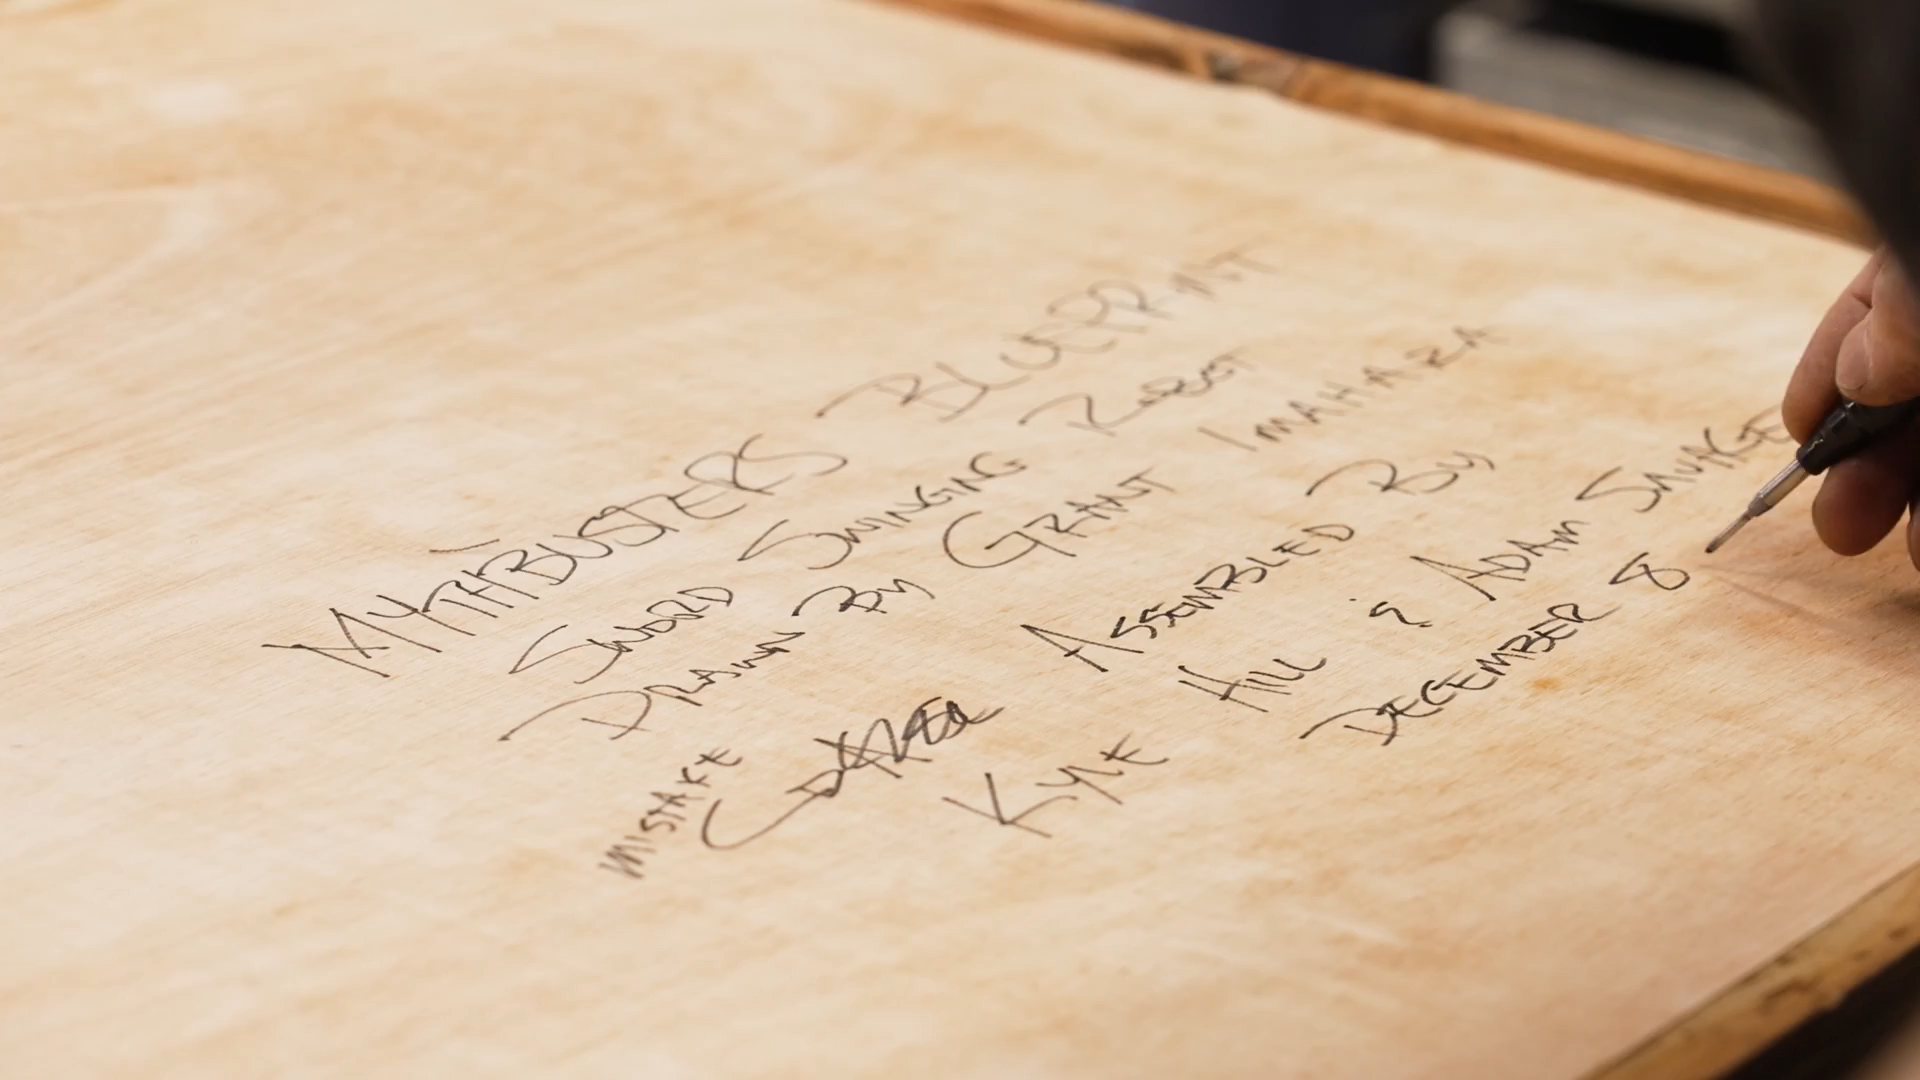 MYTHBUSTERS BLUEPRINT
SWORD SWINGING ROBOT
DRAWN By GRANT IMAHARA
ASSEMBLED By
MISTAKE
KYLE HILL & ADAM SAVAGE
DECEMBER 8